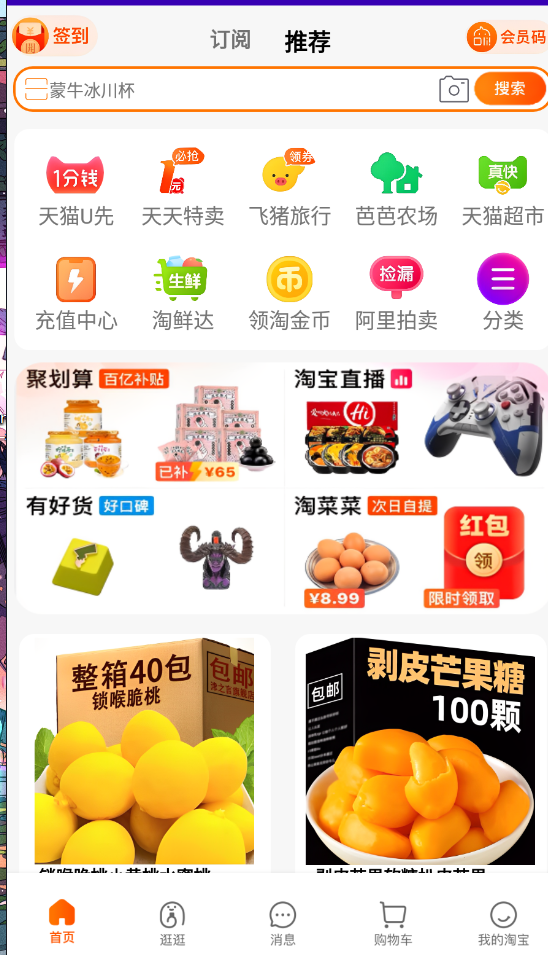 签到
订阅
推荐
会员码
蒙牛冰川杯
搜索
1分钱
必抢
1元
领券
真快
天猫U先
天天特卖
飞猪旅行
芭芭农场
天猫超市
生鲜
币
捡漏
充值中心
淘鲜达
领淘金币
阿里拍卖
分类
聚划算 百亿补贴
淘宝直播
Hi
已补 ¥65
有好货 好口碑
淘菜菜 次日自提
红包
领
¥8.99
限时领取
整箱40包
锁喉脆桃
包邮
剥皮芒果糖
包邮
100颗
首页
逛逛
消息
购物车
我的淘宝